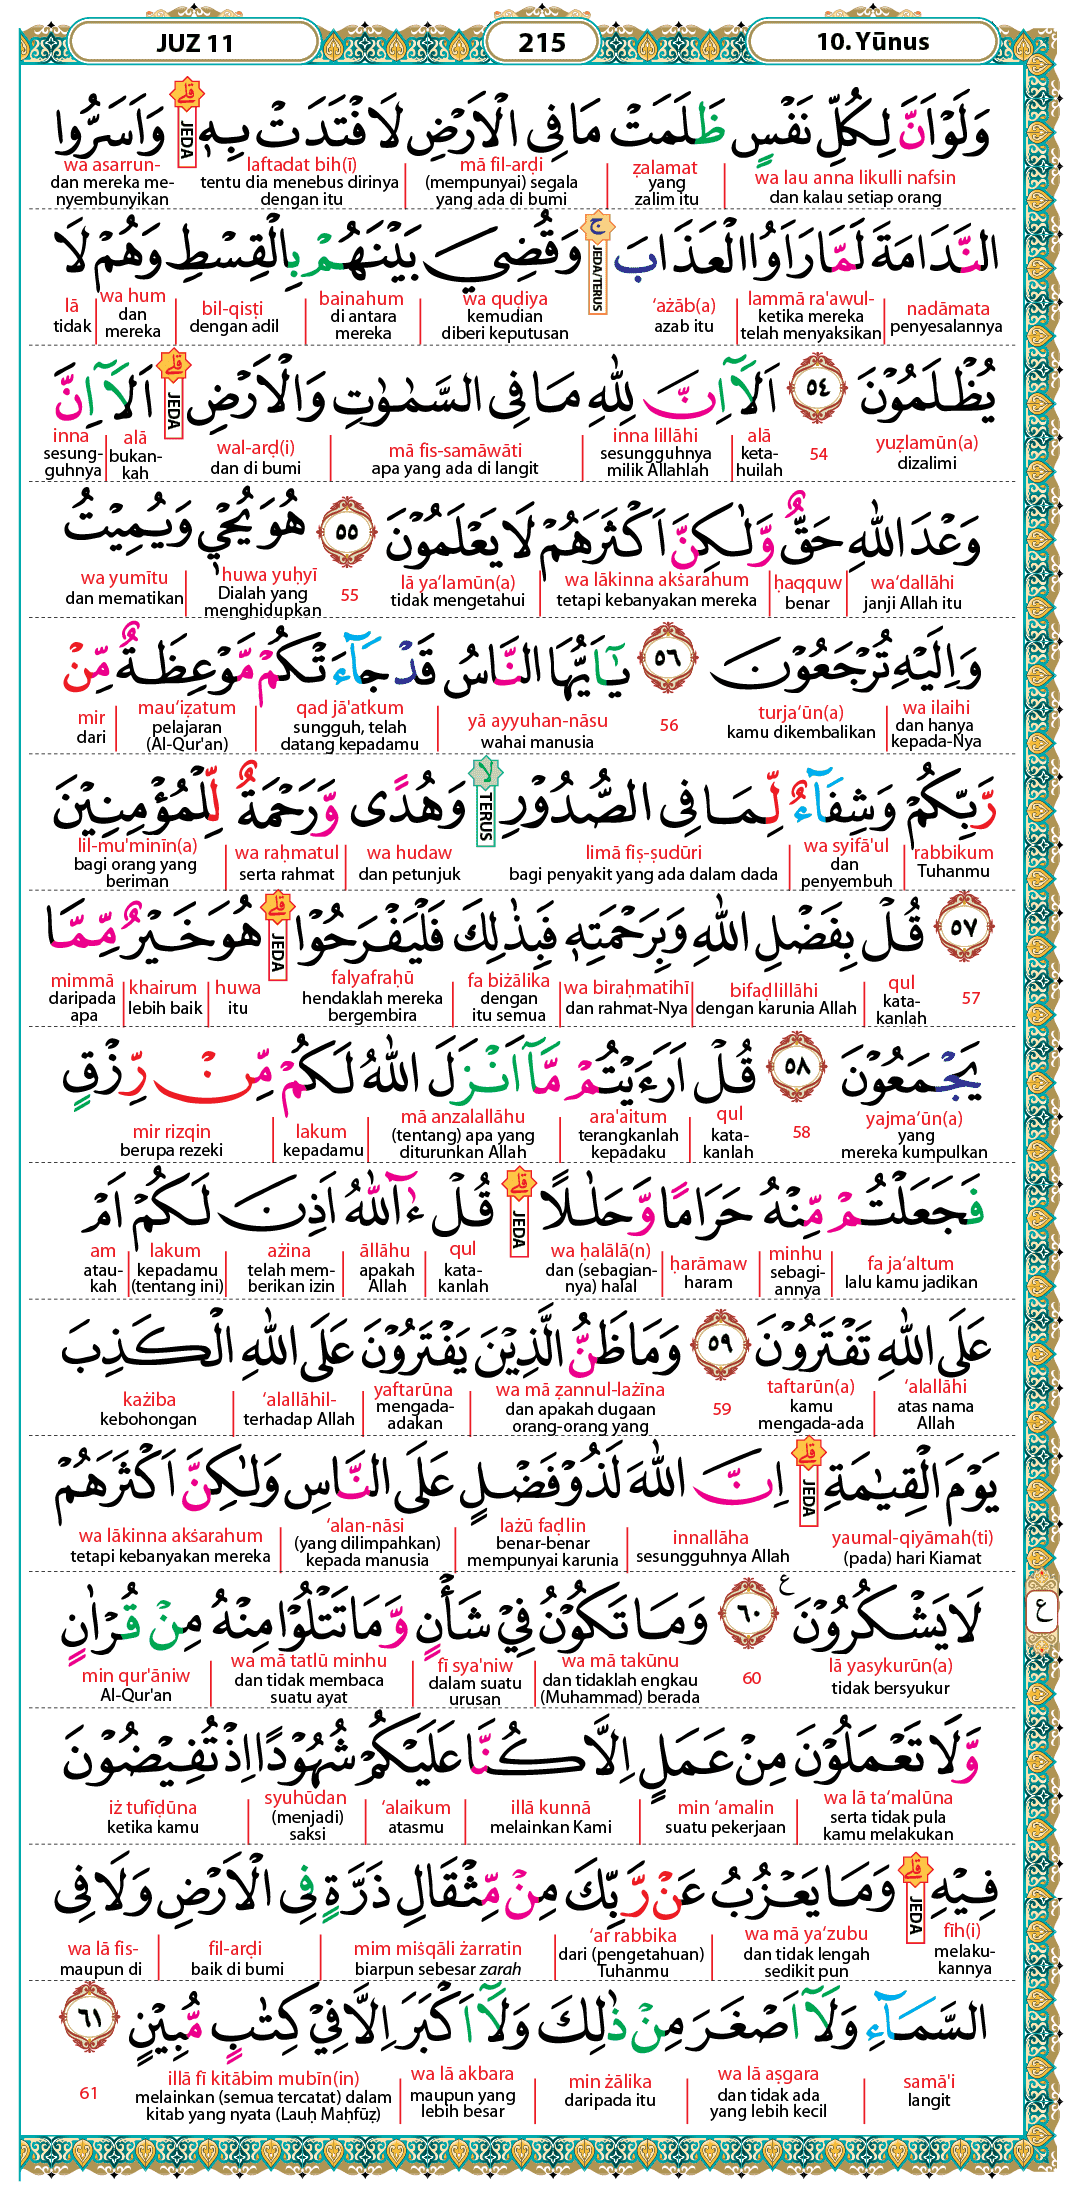 JUZ 11 215 10. Yūnus
وَلَوْ اَنَّ لِكُلِّ نَفْسٍ ظَلَمَتْ مَا فِى الْاَرْضِ لَافْتَدَتْ بِهٖۗ وَاَسَرُّوا
JEDA
wa lau anna likulli nafsin | ẓalamat | mā fil-arḍi | laftadat bih(ī) | wa asarrun-
dan kalau setiap orang | yang | (mempunyai) segala | tentu dia menebus dirinya | dan mereka me-
zalim itu | yang ada di bumi | dengan itu | nyembunyikan
النَّدَامَةَ لَمَّا رَاَوُا الْعَذَابَۚ وَقُضِيَ بَيْنَهُمْ بِالْقِسْطِ وَهُمْ لَا
JEDA/TERUS
nadāmata | lammā ra'awul- | ‘ażāb(a) | wa quḍiya | bainahum | bil-qisṭi | wa hum | lā
penyesalannya | ketika mereka | azab itu | kemudian | di antara | dengan adil | dan | tidak
telah menyaksikan | diberi keputusan | mereka | mereka
يُظْلَمُوْنَ ٥٤ اَلَآ اِنَّ لِلّٰهِ مَا فِى السَّمٰوٰتِ وَالْاَرْضِۗ اَلَآ اِنَّ
JEDA
yuẓlamūn(a) | 54 | alā | inna lillāhi | mā fis-samāwāti | wal-arḍ(i) | alā | inna
dizalimi | keta- | sesungguhnya | apa yang ada di langit | dan di bumi | bukan- | sesung-
huilah | milik Allahlah | kah | guhnya
وَعْدَ اللّٰهِ حَقٌّ وَّلٰكِنَّ اَكْثَرَهُمْ لَا يَعْلَمُوْنَ ٥٥ هُوَ يُحْيٖ وَيُمِيْتُ
wa‘dallāhi | ḥaqquw | wa lākinna akṡarahum | lā ya‘lamūn(a) | 55 | huwa yuḥyī | wa yumītu
janji Allah itu | benar | tetapi kebanyakan mereka | tidak mengetahui | Dialah yang | dan mematikan
menghidupkan
وَاِلَيْهِ تُرْجَعُوْنَ ٥٦ يٰٓاَيُّهَا النَّاسُ قَدْ جَاۤءَتْكُمْ مَّوْعِظَةٌ مِّنْ
wa ilaihi | turja‘ūn(a) | 56 | yā ayyuhan-nāsu | qad jā'atkum | mau‘iẓatum | mir
dan hanya | kamu dikembalikan | wahai manusia | sungguh, telah | pelajaran | dari
kepada-Nya | datang kepadamu | (Al-Qur'an)
رَّبِّكُمْ وَشِفَاۤءٌ لِّمَا فِى الصُّدُوْرِۙ وَهُدًى وَّرَحْمَةٌ لِّلْمُؤْمِنِيْنَ
TERUS
rabbikum | wa syifā'ul | limā fiṣ-ṣudūri | wa hudaw | wa raḥmatul | lil-mu'minīn(a)
Tuhanmu | dan | bagi penyakit yang ada dalam dada | dan petunjuk | serta rahmat | bagi orang yang
penyembuh | beriman
٥٧ قُلْ بِفَضْلِ اللّٰهِ وَبِرَحْمَتِهٖ فَبِذٰلِكَ فَلْيَفْرَحُوْاۗ هُوَ خَيْرٌ مِّمَّا
JEDA
57 | qul | bifaḍlillāhi | wa biraḥmatihī | fa biżālika | falyafraḥū | huwa | khairum | mimmā
kata- | dengan karunia Allah | dan rahmat-Nya | dengan | hendaklah mereka | itu | lebih baik | daripada
kanlah | itu semua | bergembira | apa
يَجْمَعُوْنَ ٥٨ قُلْ اَرَءَيْتُمْ مَّآ اَنْزَلَ اللّٰهُ لَكُمْ مِّنْ رِّزْقٍ
yajma‘ūn(a) | 58 | qul | ara'aitum | mā anzalallāhu | lakum | mir rizqin
yang | kata- | terangkanlah | (tentang) apa yang | kepadamu | berupa rezeki
mereka kumpulkan | kanlah | kepadaku | diturunkan Allah
فَجَعَلْتُمْ مِّنْهُ حَرَامًا وَّحَلٰلًاۗ قُلْ ءٰۤاللّٰهُ اَذِنَ لَكُمْ اَمْ
JEDA
fa ja‘altum | minhu | ḥarāmaw | wa ḥalālā(n) | qul | āllāhu | ażina | lakum | am
lalu kamu jadikan | sebagi- | haram | dan (sebagian- | kata- | apakah | telah mem- | kepadamu | atau-
annya | nya) halal | kanlah | Allah | berikan izin | (tentang ini) | kah
عَلَى اللّٰهِ تَفْتَرُوْنَ ٥٩ وَمَا ظَنُّ الَّذِيْنَ يَفْتَرُوْنَ عَلَى اللّٰهِ الْكَذِبَ
‘alallāhi | taftarūn(a) | 59 | wa mā ẓannul-lażīna | yaftarūna | ‘alallāhil- | każiba
atas nama | kamu | dan apakah dugaan | mengada- | terhadap Allah | kebohongan
Allah | mengada-ada | orang-orang yang | adakan
يَوْمَ الْقِيٰمَةِۗ اِنَّ اللّٰهَ لَذُوْ فَضْلٍ عَلَى النَّاسِ وَلٰكِنَّ اَكْثَرَهُمْ
JEDA
yaumal-qiyāmah(ti) | innallāha | lażū faḍlin | ‘alan-nāsi | wa lākinna akṡarahum
(pada) hari Kiamat | sesungguhnya Allah | benar-benar | (yang dilimpahkan) | tetapi kebanyakan mereka
mempunyai karunia | kepada manusia
لَا يَشْكُرُوْنَ ࣖ ٦٠ وَمَا تَكُوْنُ فِيْ شَأْنٍ وَّمَا تَتْلُوْا مِنْهُ مِنْ قُرْاٰنٍ
ع
lā yasykurūn(a) | 60 | wa mā takūnu | fī sya'niw | wa mā tatlū minhu | min qur'āniw
tidak bersyukur | dan tidaklah engkau | dalam suatu | dan tidak membaca | Al-Qur'an
(Muhammad) berada | urusan | suatu ayat
وَّلَا تَعْمَلُوْنَ مِنْ عَمَلٍ اِلَّا كُنَّا عَلَيْكُمْ شُهُوْدًا اِذْ تُفِيْضُوْنَ
wa lā ta‘malūna | min ‘amalin | illā kunnā | ‘alaikum | syuhūdan | iż tufīḍūna
serta tidak pula | suatu pekerjaan | melainkan Kami | atasmu | (menjadi) | ketika kamu
kamu melakukan | saksi
فِيْهِۗ وَمَا يَعْزُبُ عَنْ رَّبِّكَ مِنْ مِّثْقَالِ ذَرَّةٍ فِى الْاَرْضِ وَلَا فِى
JEDA
fīh(i) | wa mā ya‘zubu | ‘ar rabbika | mim miṡqāli żarratin | fil-arḍi | wa lā fis-
melaku- | dan tidak lengah | dari (pengetahuan) | biarpun sebesar zarah | baik di bumi | maupun di
kannya | sedikit pun | Tuhanmu
السَّمَاۤءِ وَلَآ اَصْغَرَ مِنْ ذٰلِكَ وَلَآ اَكْبَرَ اِلَّا فِيْ كِتٰبٍ مُّبِيْنٍ ٦١
samā'i | wa lā aṣgara | min żālika | wa lā akbara | illā fī kitābim mubīn(in) | 61
langit | dan tidak ada | daripada itu | maupun yang | melainkan (semua tercatat) dalam
yang lebih kecil | lebih besar | kitab yang nyata (Lauḥ Maḥfūẓ)